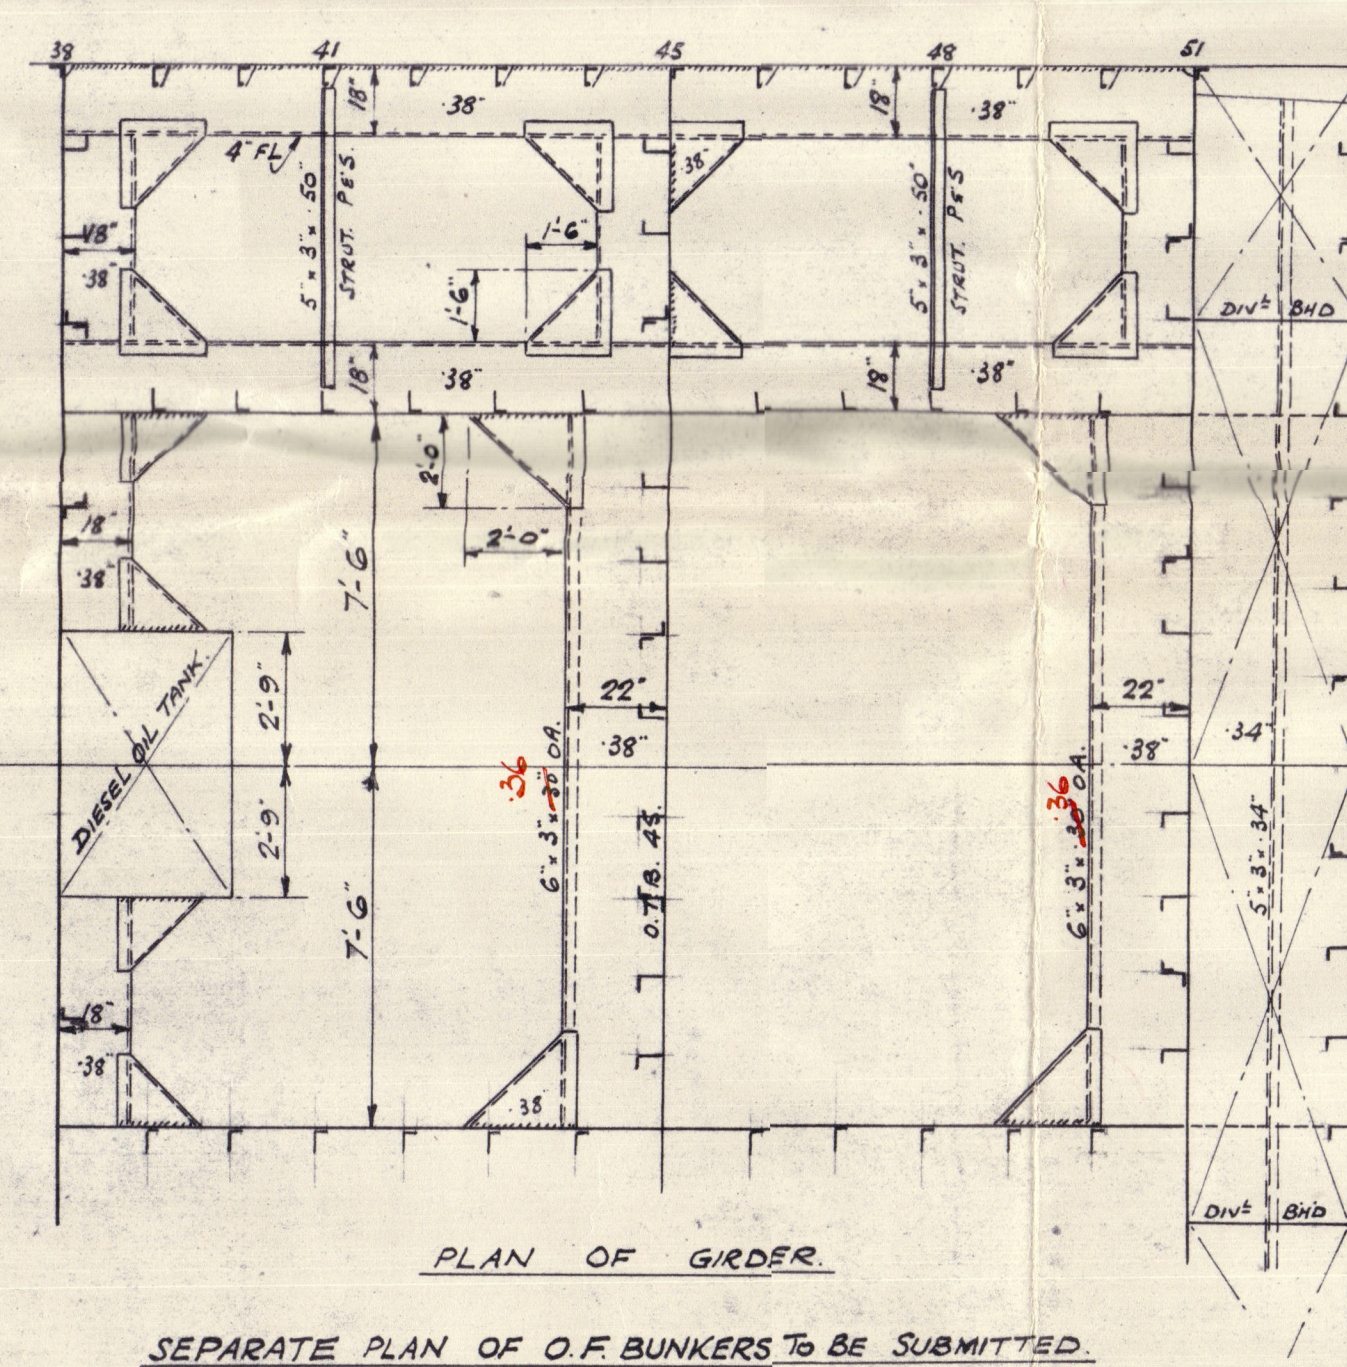 38 41 45 48 51
18" .38" 18" .38"
4" FL
5" x 3" x .50"
STRUT. P & S.
.38"
5" x 3" x .50"
STRUT. P & S
18"
.38"
1'-6"
1'-6"
DIVL BHD
18" .38" 18" .38"
2'-0"
2'-0"
18"
.38"
7'-6"
2'-9"
DIESEL OIL TANK.
22"
.38"
22"
.38"
.34"
.36
6" x 3" x .30" OA.
.36
6" x 3" x .30" OA.
2'-9"
O.T.B. 45.
5" x 3" x .34"
7'-6"
18"
.38"
.38
DIVL BHD
PLAN OF GIRDER.
SEPARATE PLAN OF O.F. BUNKERS TO BE SUBMITTED.